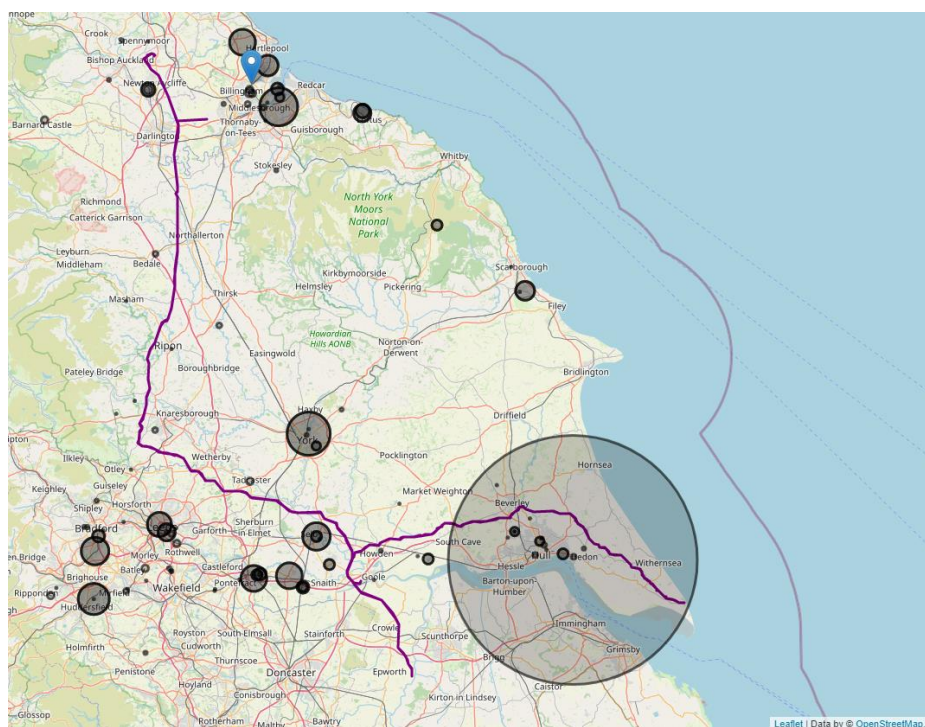 Crook
Spennymoor
Hartlepool
Bishop Auckland
Newton Aycliffe
Billingham
Redcar
Middlesbrough
Barnard Castle
Thornaby-
on-Tees
Guisborough
Darlington
Stokesley
Whitby
North York
Moors
National
Park
Richmond
Catterick Garrison
Northallerton
Leyburn
Middleham
Bedale
Scarborough
Kirkbymoorside
Helmsley
Pickering
Thirsk
Masham
Filey
Howardian
Hills AONB
Norton-on-
Derwent
Ripon
Easingwold
Pateley Bridge
Boroughbridge
Bridlington
Knaresborough
Haxby
Driffield
York
Ilkley
Otley
Wetherby
Pocklington
Hornsea
Keighley
Guiseley
Tadcaster
Shipley
Horsforth
Market Weighton
Beverley
Bradford
Garforth
Sherburn
in-Elmet
South Cave
Rothwell
Morley
Howden
Hull
Hedon
Withernsea
Hessle
Batley
Castleford
Brighouse
Pontefract
Snaith
Goole
Barton-upon-
Humber
Ripponden
Mirfield
Wakefield
Huddersfield
Immingham
Royston
South Elmsall
Stainforth
Crowle
Scunthorpe
Cudworth
Grimsby
Holmfirth
Brigg
Penistone
Thurnscoe
Doncaster
Epworth
Hoyland
Caistor
Conisbrough
Kirton in Lindsey
Glossop
Rotherham
Maltby
Bawtry
Leaflet | Data by © OpenStreetMap